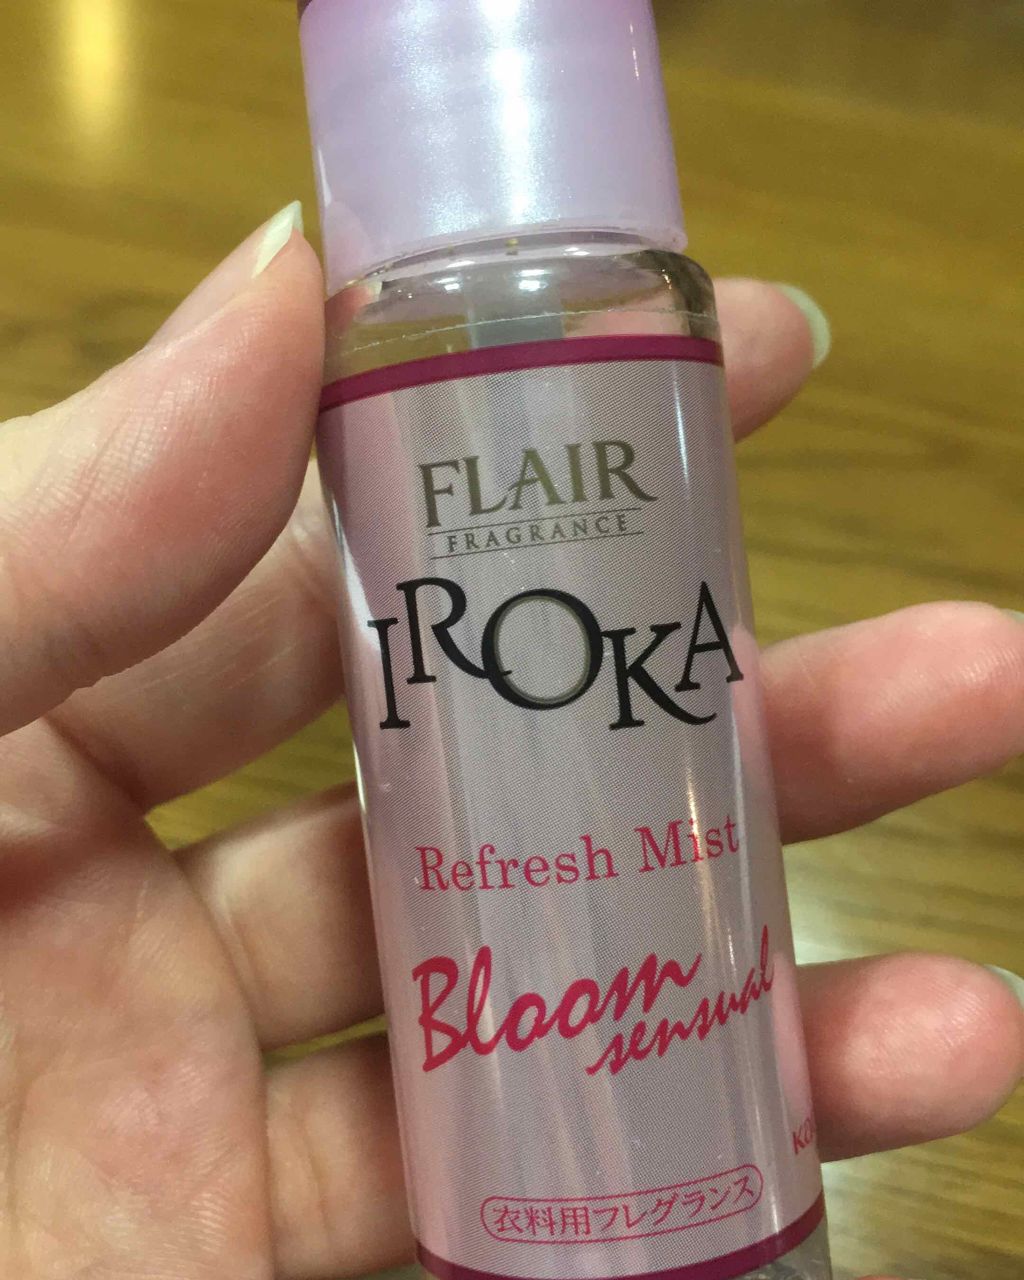 FLAIR
FRAGRANCE
IROKA
Refresh Mist
Bloom
sensual
衣料用フレグランス